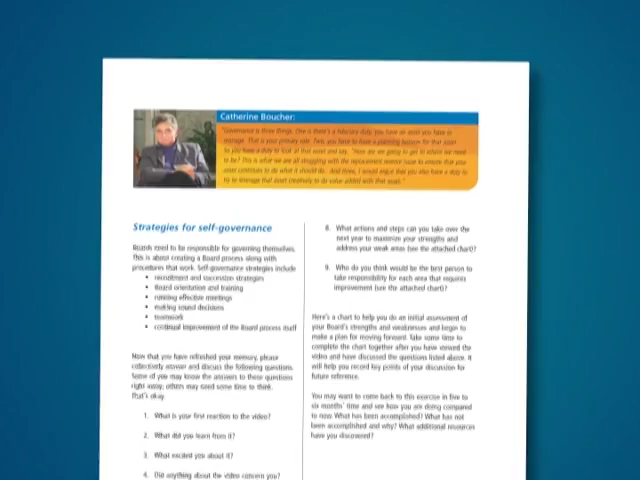 Catherine Boucher:
"Governance is three things. One is there's a fiduciary duty, you have an asset you have to
manage. That is your primary role. Two, you have to have a planning horizon for that asset
So you have a duty to look at that asset and say, "How are we going to get to where we need
to be? This is what we are all struggling with the replacement reserve issue to ensure that your
asset continues to do what it should do. And three, I would argue that you also have a duty to
try to leverage that asset creatively to do value added with that asset."
Strategies for self-governance
Boards need to be responsible for governing themselves.
This is about creating a Board process along with
procedures that work. Self-governance strategies include
• recruitment and succession strategies
• Board orientation and training
• running effective meetings
• making sound decisions
• teamwork
• continual improvement of the Board process itself
Now that you have refreshed your memory, please
collectively answer and discuss the following questions.
Some of you may know the answers to these questions
right away; others may need some time to think.
That's okay.
1. What is your first reaction to the video?
2. What did you learn from it?
3. What excited you about it?
4. Did anything about the video concern you?
8. What actions and steps can you take over the
next year to maximize your strengths and
address your weak areas (see the attached chart)?
9. Who do you think would be the best person to
take responsibility for each area that requires
improvement (see the attached chart)?
Here's a chart to help you do an initial assessment of
your Board's strengths and weaknesses and begin to
make a plan for moving forward. Take some time to
complete the chart together after you have viewed the
video and have discussed the questions listed above. It
will help you record key points of your discussion for
future reference.
You may want to come back to this exercise in five to
six months' time and see how you are doing compared
to now. What has been accomplished? What has not
been accomplished and why? What additional resources
have you discovered?